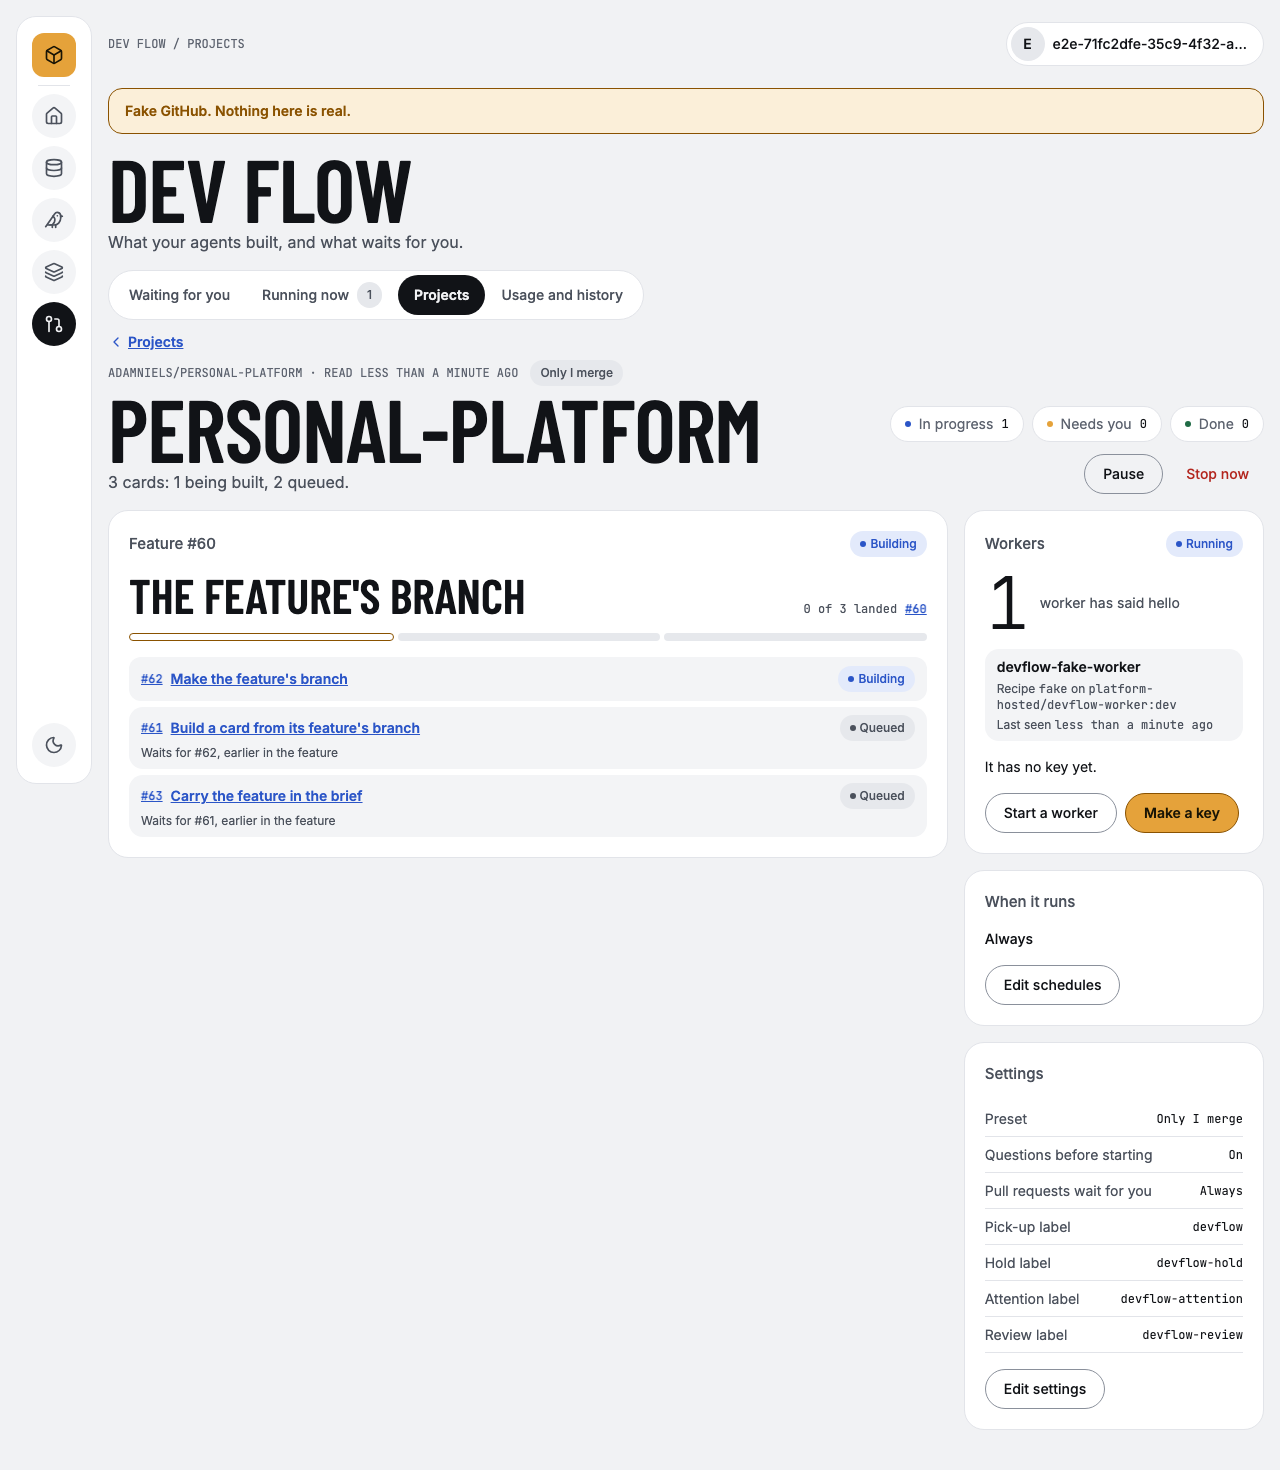 DEV FLOW / PROJECTS
E e2e-71fc2dfe-35c9-4f32-a...
Fake GitHub. Nothing here is real.
DEV FLOW
What your agents built, and what waits for you.
Waiting for you Running now 1 Projects Usage and history
Projects
ADAMNIELS/PERSONAL-PLATFORM · READ LESS THAN A MINUTE AGO Only I merge
PERSONAL-PLATFORM
In progress 1 Needs you 0 Done 0
3 cards: 1 being built, 2 queued.
Pause Stop now
Feature #60 Building
THE FEATURE'S BRANCH
0 of 3 landed #60
#62 Make the feature's branch Building
#61 Build a card from its feature's branch Queued
Waits for #62, earlier in the feature
#63 Carry the feature in the brief Queued
Waits for #61, earlier in the feature
Workers Running
1 worker has said hello
devflow-fake-worker
Recipe fake on platform-
hosted/devflow-worker:dev
Last seen less than a minute ago
It has no key yet.
Start a worker Make a key
When it runs
Always
Edit schedules
Settings
Preset Only I merge
Questions before starting On
Pull requests wait for you Always
Pick-up label devflow
Hold label devflow-hold
Attention label devflow-attention
Review label devflow-review
Edit settings